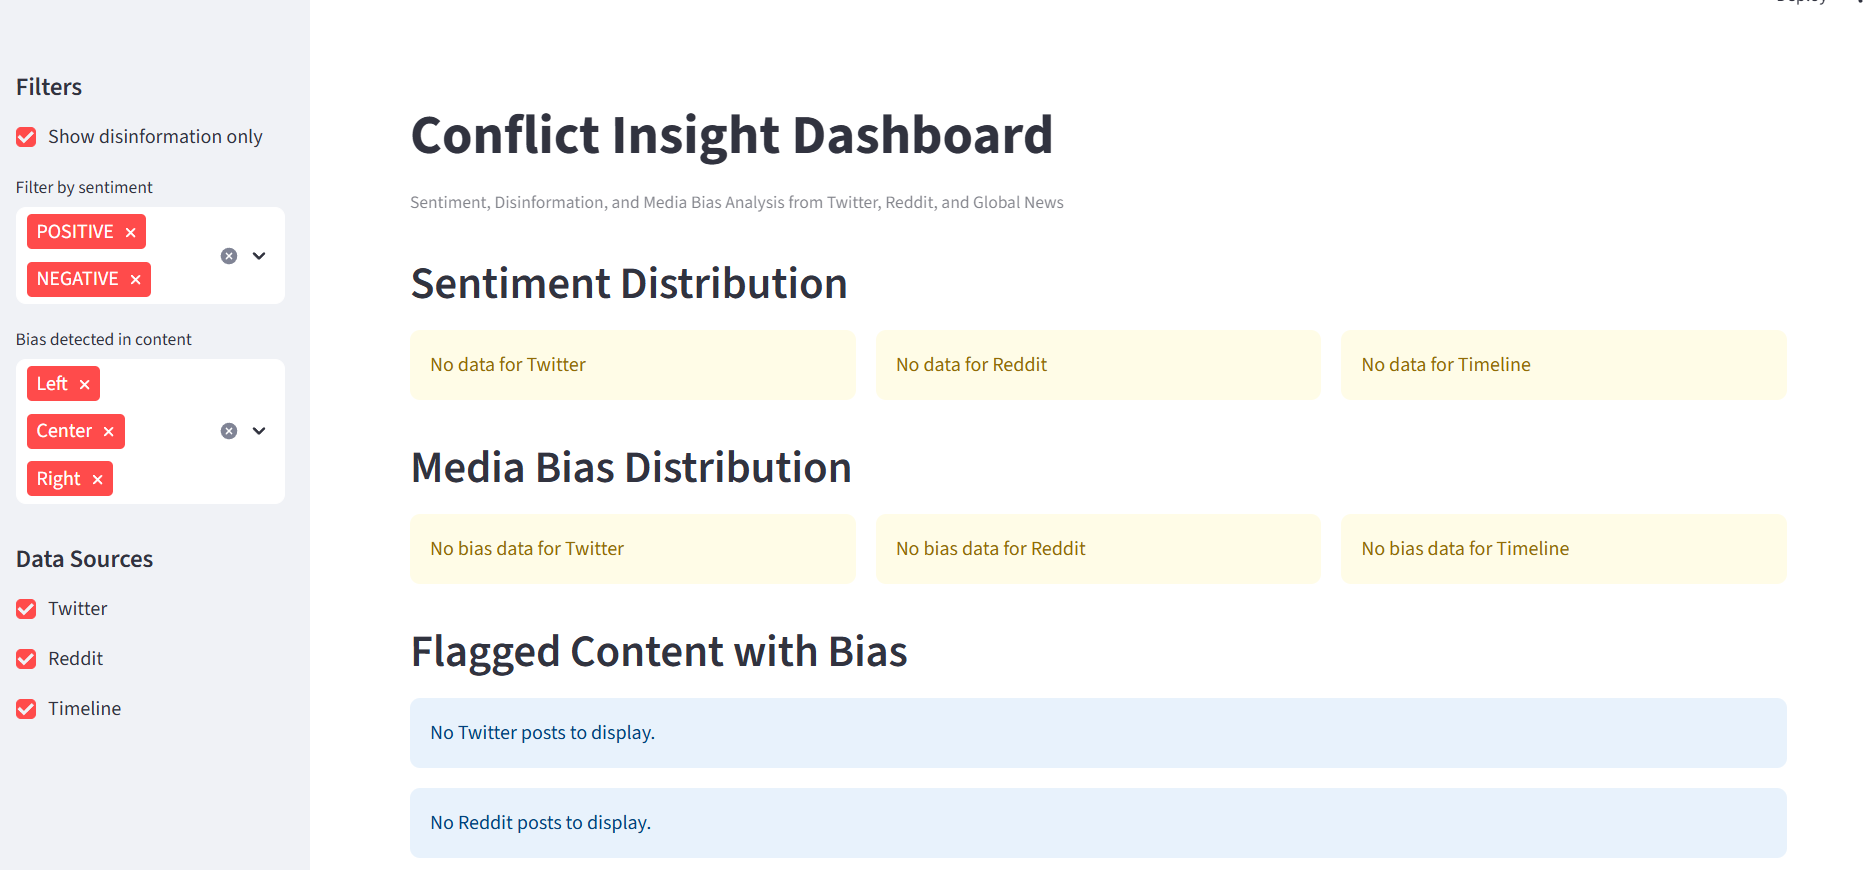 Deploy
Filters
Show disinformation only
Filter by sentiment
POSITIVE
NEGATIVE
Bias detected in content
Left
Center
Right
Data Sources
Twitter
Reddit
Timeline
Conflict Insight Dashboard
Sentiment, Disinformation, and Media Bias Analysis from Twitter, Reddit, and Global News
Sentiment Distribution
No data for Twitter
No data for Reddit
No data for Timeline
Media Bias Distribution
No bias data for Twitter
No bias data for Reddit
No bias data for Timeline
Flagged Content with Bias
No Twitter posts to display.
No Reddit posts to display.